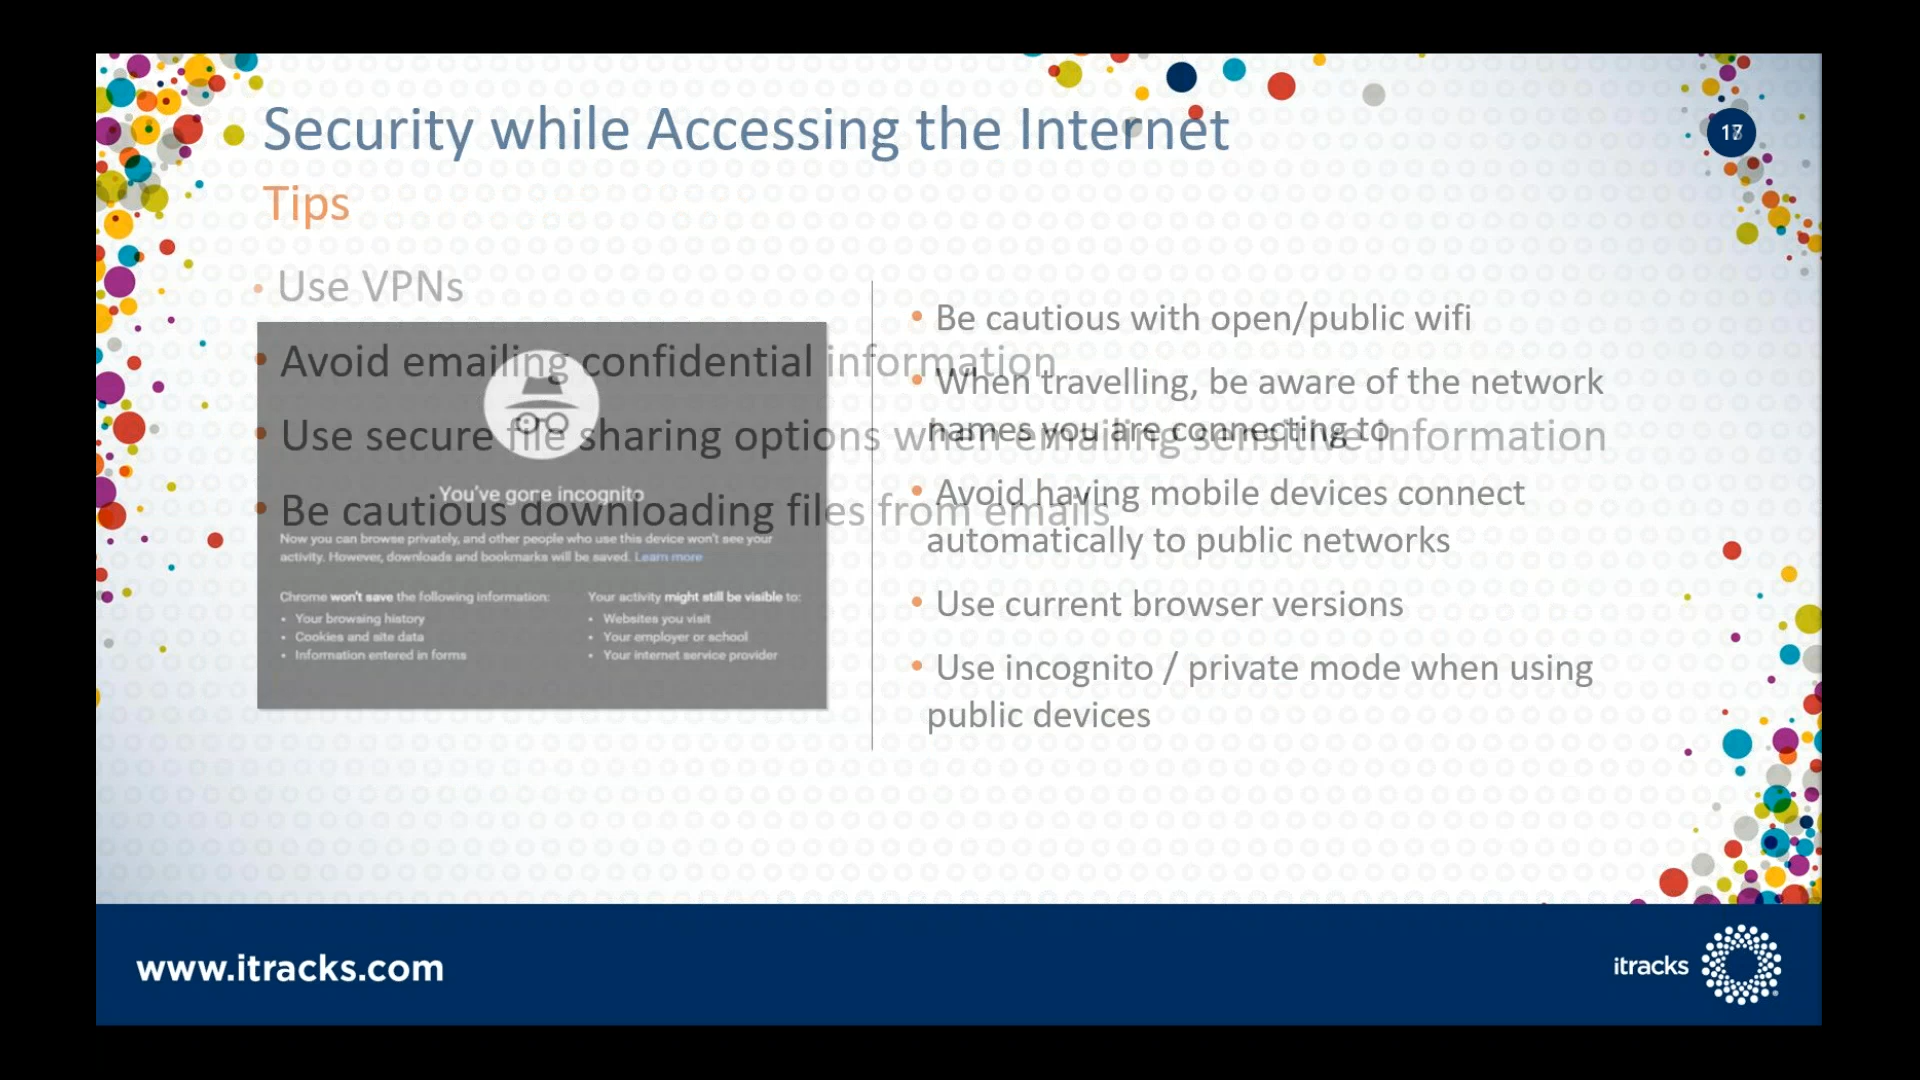 Security while Accessing the Internet
Tips
• Use VPNs
• Avoid emailing confidential information
• Use secure file sharing options when emailing sensitive information
• Be cautious downloading files from emails
You've gone incognito
Now you can browse privately, and other people who use this device won't see your
activity. However, downloads and bookmarks will be saved. Learn more
Chrome won't save the following information:
• Your browsing history
• Cookies and site data
• Information entered in forms
Your activity might still be visible to:
• Websites you visit
• Your employer or school
• Your internet service provider
• Be cautious with open/public wifi
• When travelling, be aware of the network
names you are connecting to
• Avoid having mobile devices connect
automatically to public networks
• Use current browser versions
• Use incognito / private mode when using
public devices
www.itracks.com
itracks